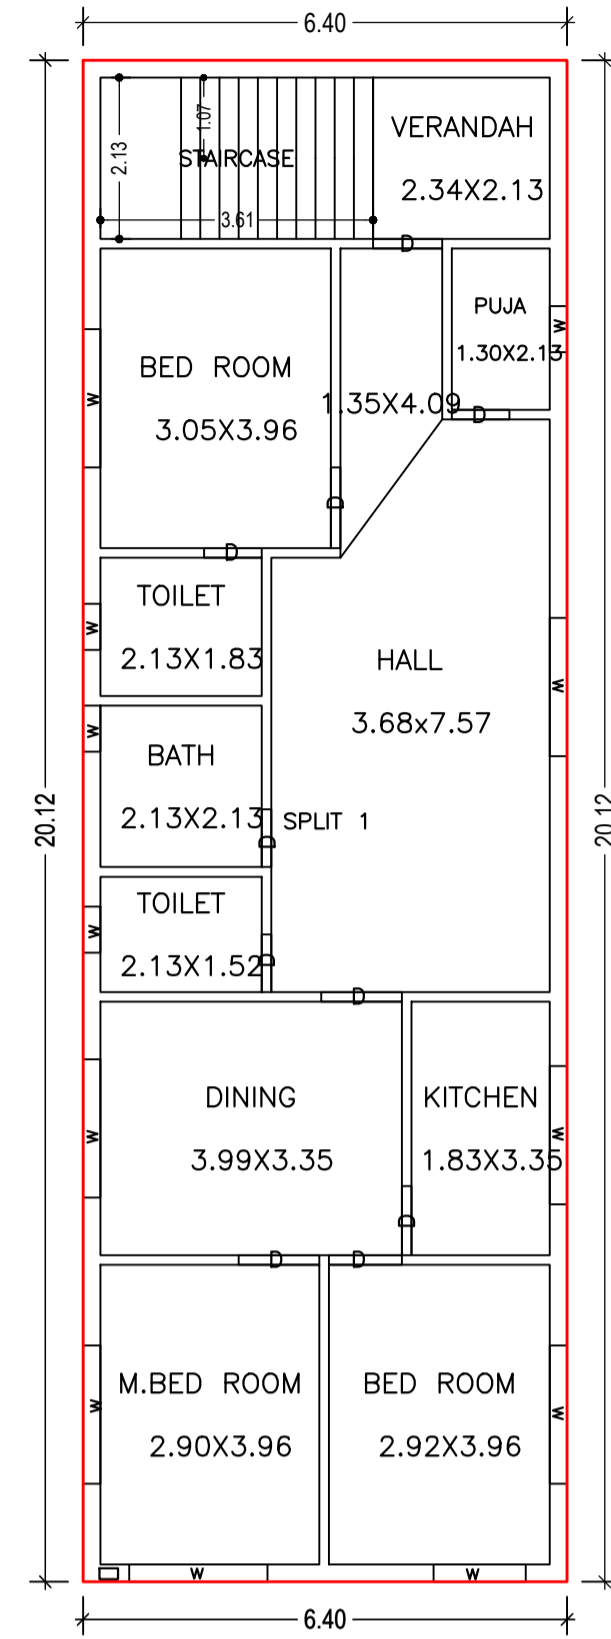 6.40
VERANDAH
2.34X2.13
STAIRCASE
1.07
2.13
3.61
PUJA
1.30X2.13
W
D
BED ROOM
3.05X3.96
W
1.35X4.09
D
D
D
TOILET
2.13X1.83
W
HALL
3.68x7.57
W
BATH
2.13X2.13
W
SPLIT 1
D
20.12
20.12
TOILET
2.13X1.52
W
D
D
DINING
3.99X3.35
W
KITCHEN
1.83X3.35
W
D
D
D
M.BED ROOM
2.90X3.96
W
BED ROOM
2.92X3.96
W
W
W
6.40